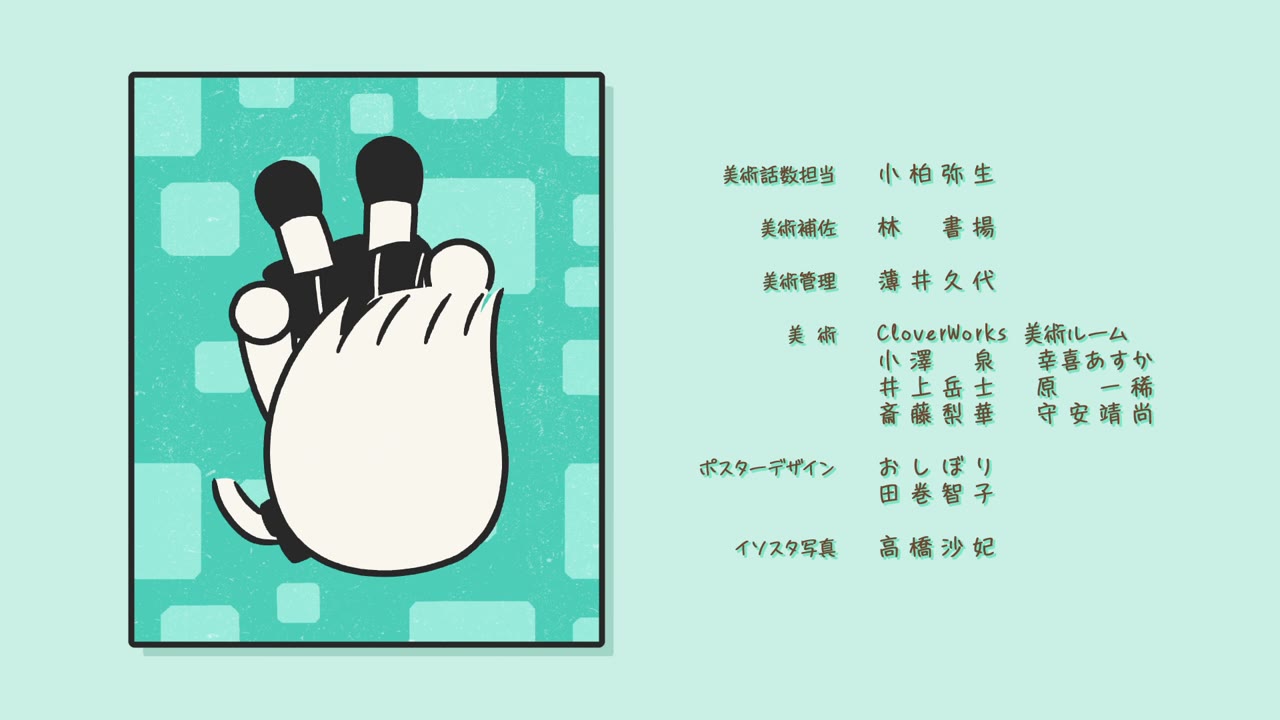 美術話数担当 小柏弥生
美術補佐 林 書揚
美術管理 薄井久代
美術 CloverWorks 美術ルーム
小澤 泉 幸喜あすか
井上岳士 原 一稀
斎藤梨華 守安靖尚
ポスターデザイン おしぼり
田巻智子
イソスタ写真 高橋沙妃